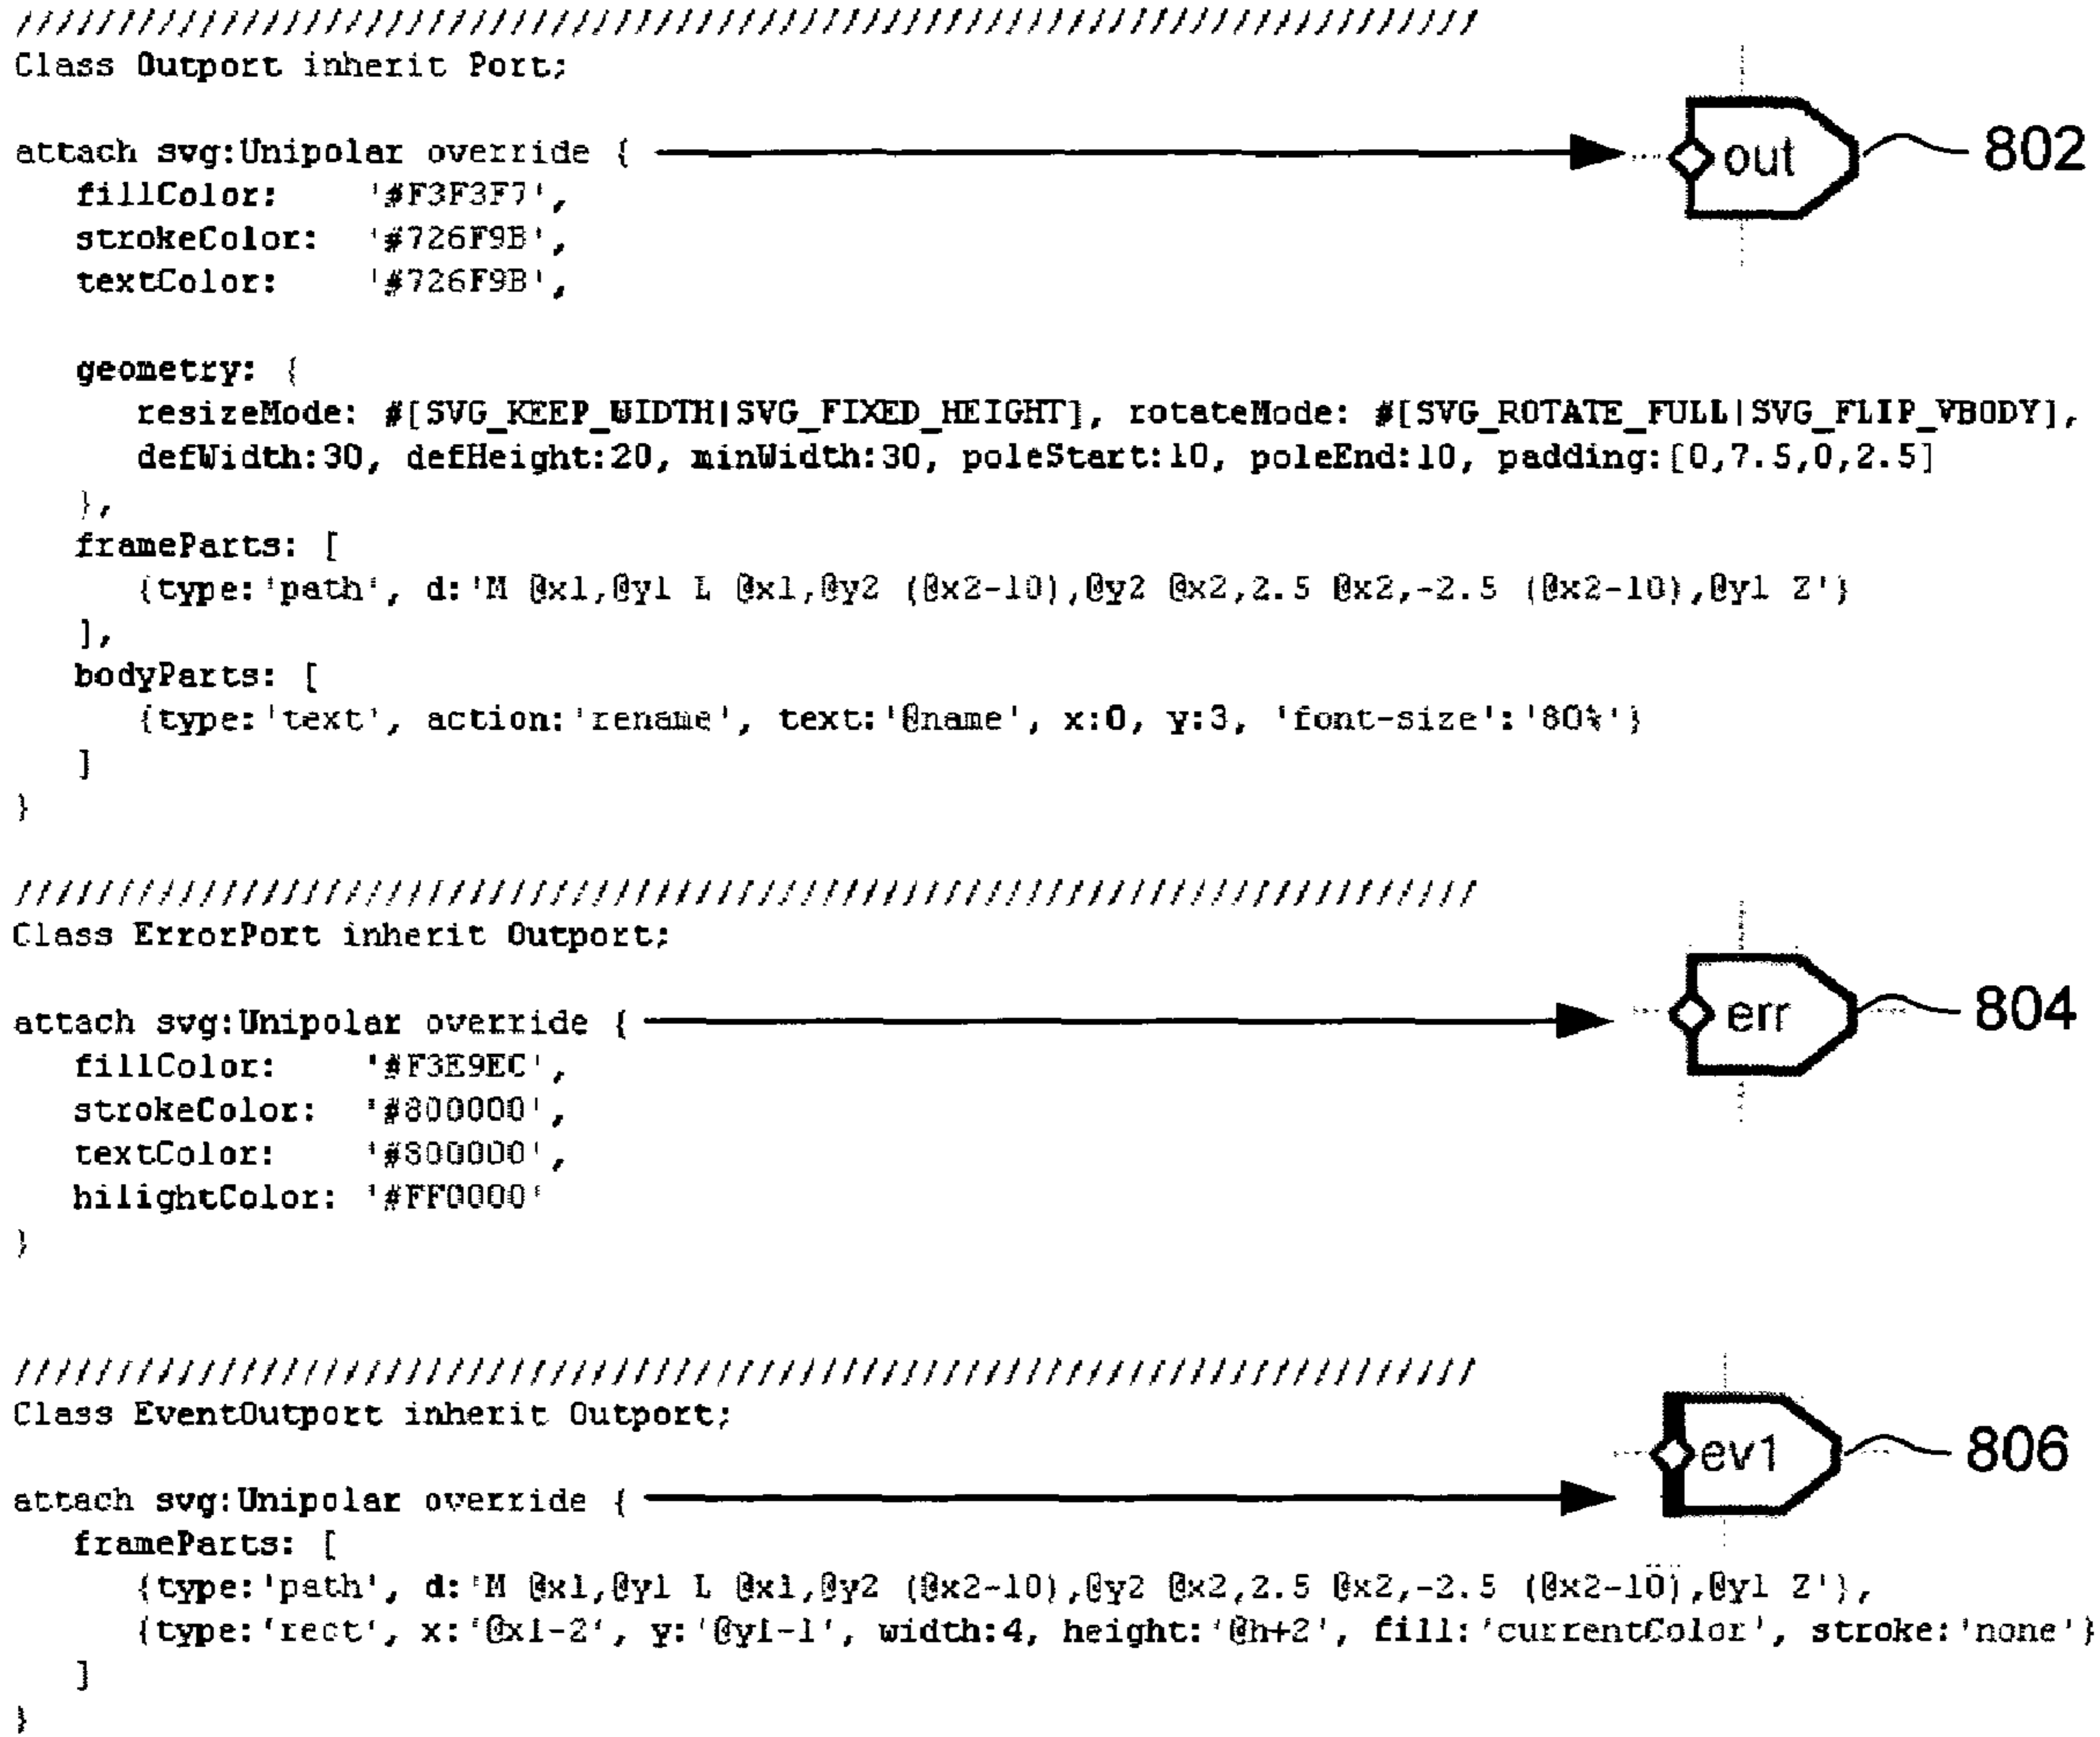 ////////////////////////////////////////////////////////////////////////
Class Outport inherit Port;
attach svg:Unipolar override { out 802
fillColor: '#F3F3F7',
strokeColor: '#726F9B',
textColor: '#726F9B',
geometry: {
resizeMode: #[SVG_KEEP_WIDTH|SVG_FIXED_HEIGHT], rotateMode: #[SVG_ROTATE_FULL|SVG_FLIP_VBODY],
defWidth:30, defHeight:20, minWidth:30, poleStart:10, poleEnd:10, padding:[0,7.5,0,2.5]
},
frameParts: [
{type:'path', d:'M @x1,@y1 L @x1,@y2 (@x2-10),@y2 @x2,2.5 @x2,-2.5 (@x2-10),@y1 Z'}
],
bodyParts: [
{type:'text', action:'rename', text:'@name', x:0, y:3, 'font-size':'80%'}
]
}
////////////////////////////////////////////////////////////////////////
Class ErrorPort inherit Outport;
attach svg:Unipolar override { err 804
fillColor: '#F3E9EC',
strokeColor: '#800000',
textColor: '#800000',
hilightColor: '#FF0000'
}
////////////////////////////////////////////////////////////////////////
Class EventOutport inherit Outport;
attach svg:Unipolar override { ev1 806
frameParts: [
{type:'path', d:'M @x1,@y1 L @x1,@y2 (@x2-10),@y2 @x2,2.5 @x2,-2.5 (@x2-10),@y1 Z'},
{type:'rect', x:'@x1-2', y:'@y1-1', width:4, height:'@h+2', fill:'currentColor', stroke:'none'}
]
}